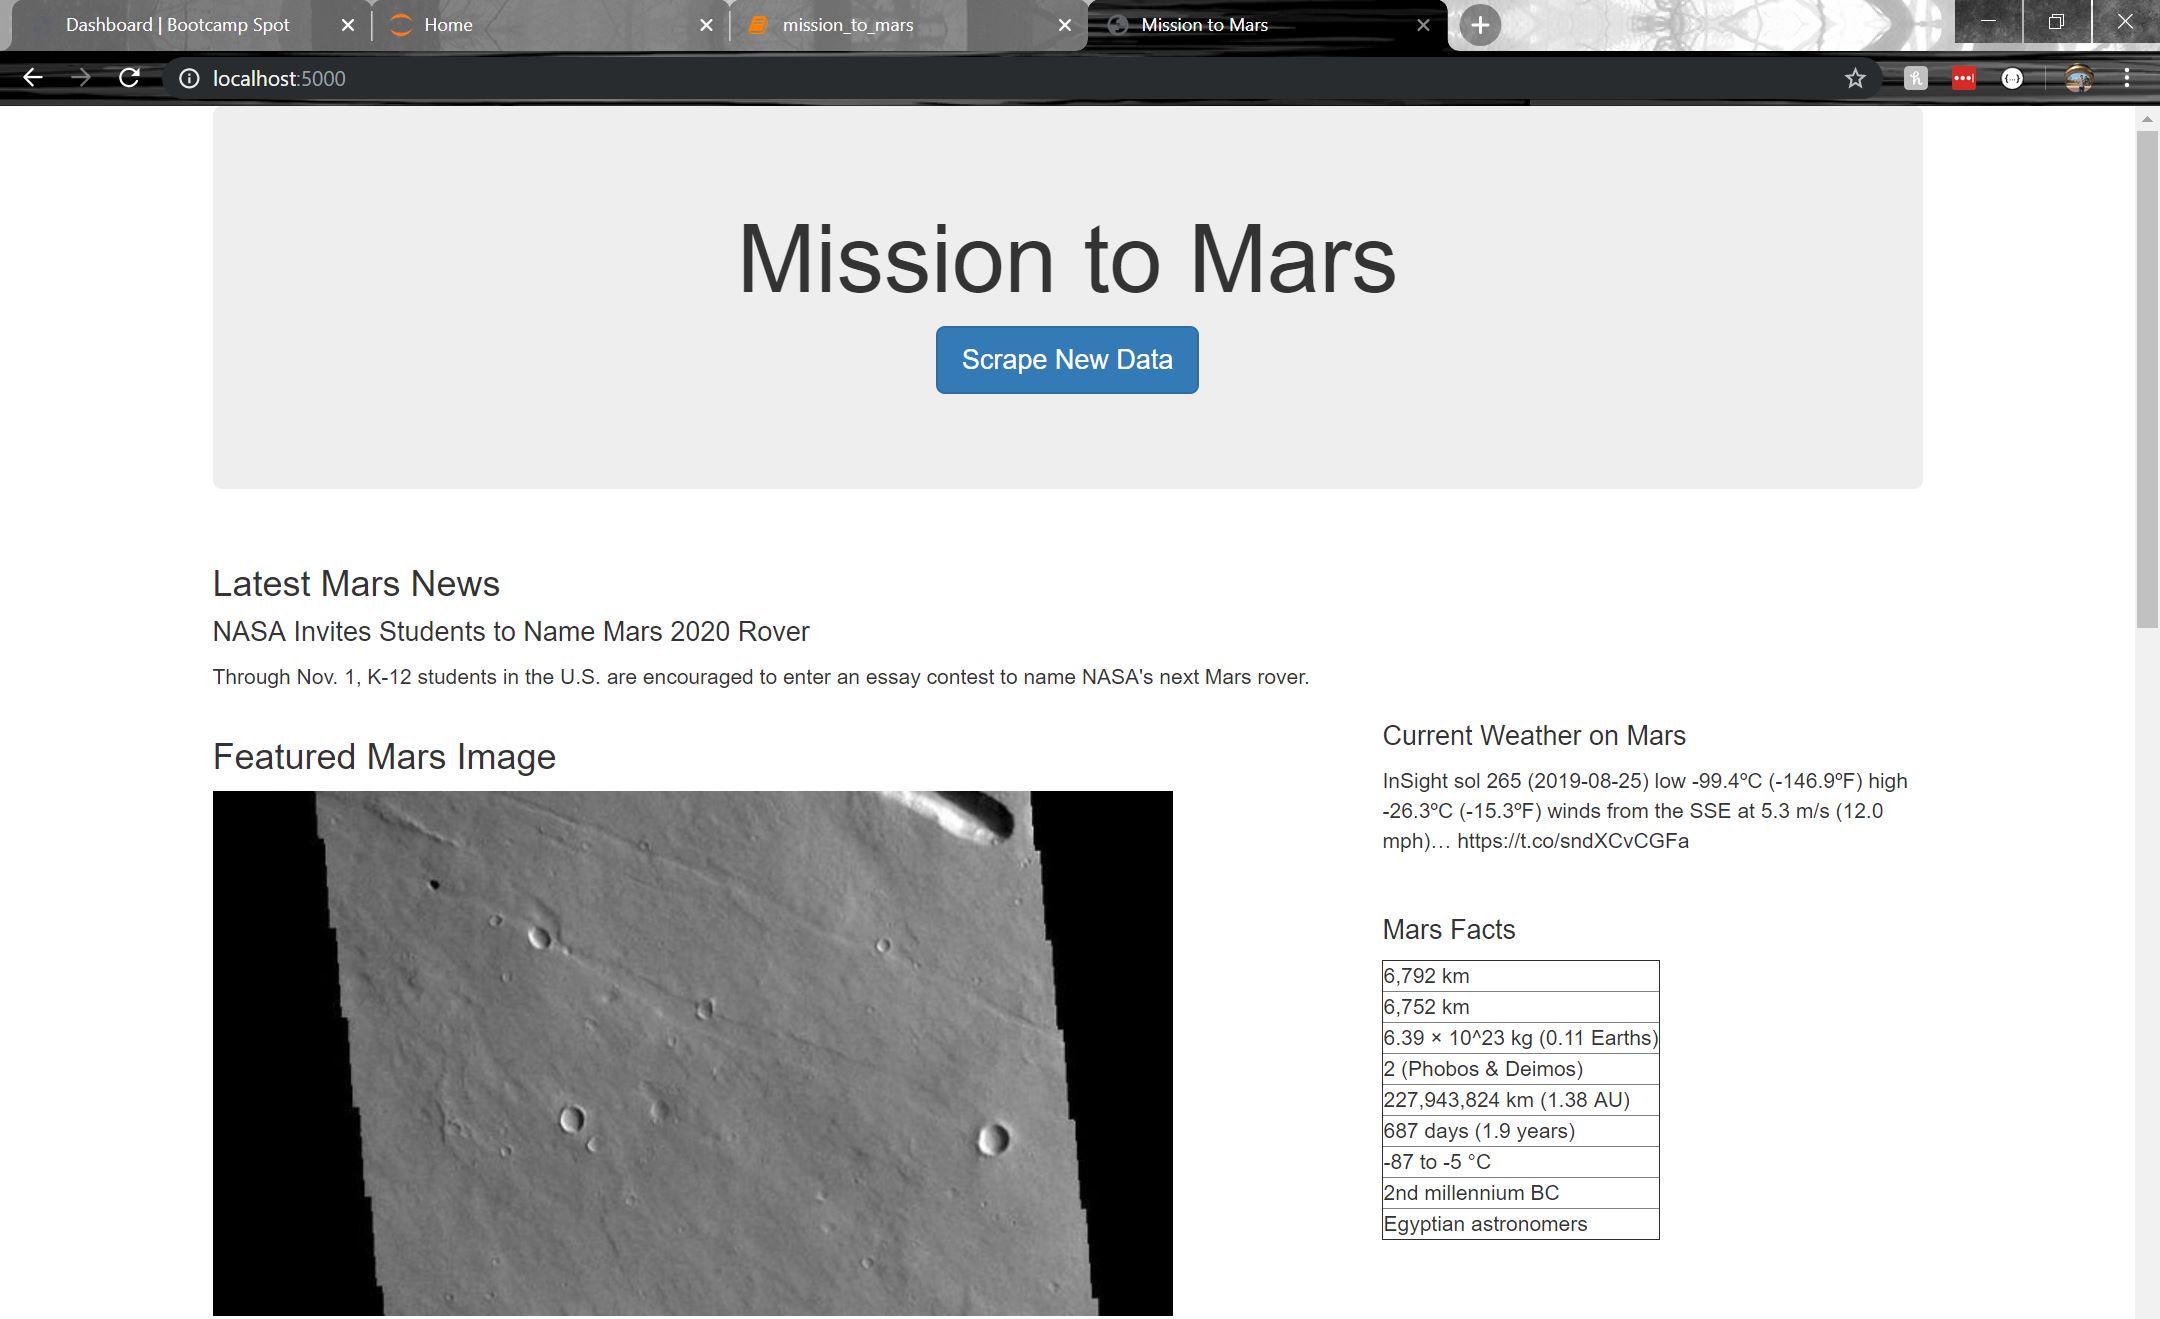 Dashboard | Bootcamp Spot
Home
mission_to_mars
Mission to Mars
localhost:5000
Mission to Mars
Scrape New Data
Latest Mars News
NASA Invites Students to Name Mars 2020 Rover
Through Nov. 1, K-12 students in the U.S. are encouraged to enter an essay contest to name NASA's next Mars rover.
Featured Mars Image
Current Weather on Mars
InSight sol 265 (2019-08-25) low -99.4ºC (-146.9ºF) high
-26.3ºC (-15.3ºF) winds from the SSE at 5.3 m/s (12.0
mph)… https://t.co/sndXCvCGFa
Mars Facts
6,792 km
6,752 km
6.39 × 10^23 kg (0.11 Earths)
2 (Phobos & Deimos)
227,943,824 km (1.38 AU)
687 days (1.9 years)
-87 to -5 °C
2nd millennium BC
Egyptian astronomers